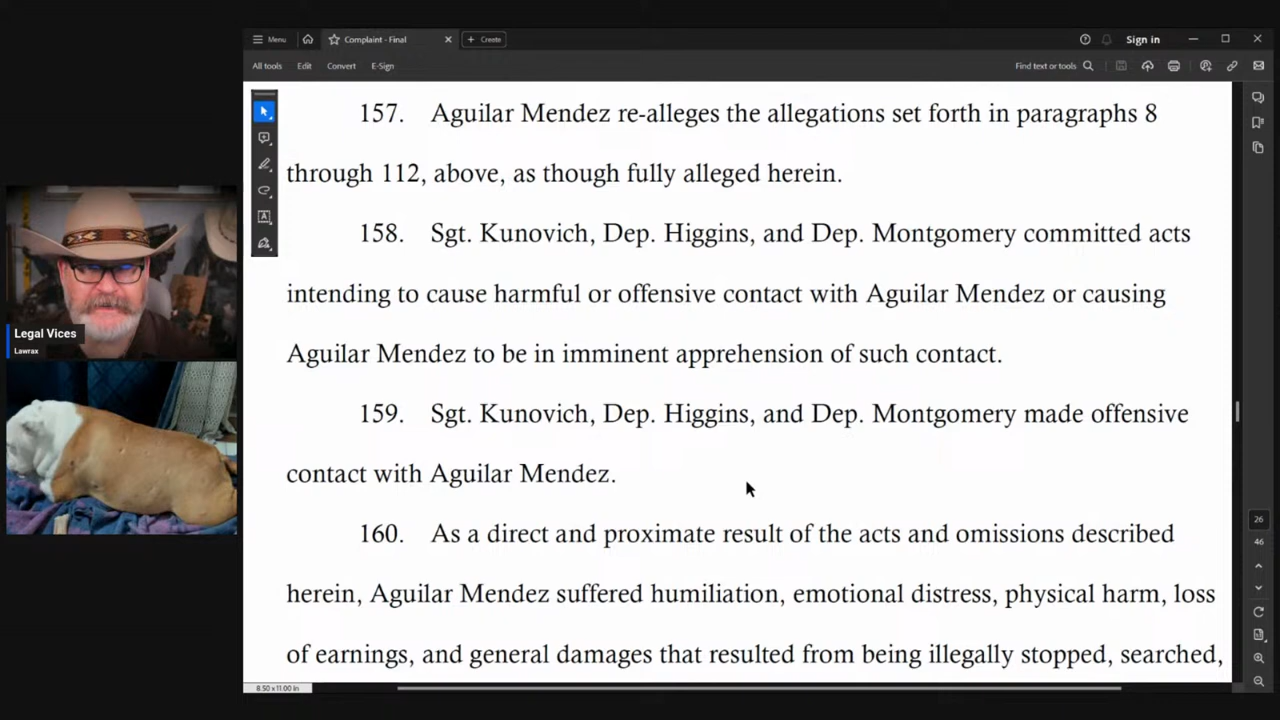 Menu
Complaint - Final
Create
Sign in
All tools
Edit
Convert
E-Sign
Find text or tools
157. Aguilar Mendez re-alleges the allegations set forth in paragraphs 8
through 112, above, as though fully alleged herein.
158. Sgt. Kunovich, Dep. Higgins, and Dep. Montgomery committed acts
intending to cause harmful or offensive contact with Aguilar Mendez or causing
Aguilar Mendez to be in imminent apprehension of such contact.
159. Sgt. Kunovich, Dep. Higgins, and Dep. Montgomery made offensive
contact with Aguilar Mendez.
160. As a direct and proximate result of the acts and omissions described
herein, Aguilar Mendez suffered humiliation, emotional distress, physical harm, loss
of earnings, and general damages that resulted from being illegally stopped, searched,
Legal Vices
Lawrax
26
46
8.50 x 11.00 in